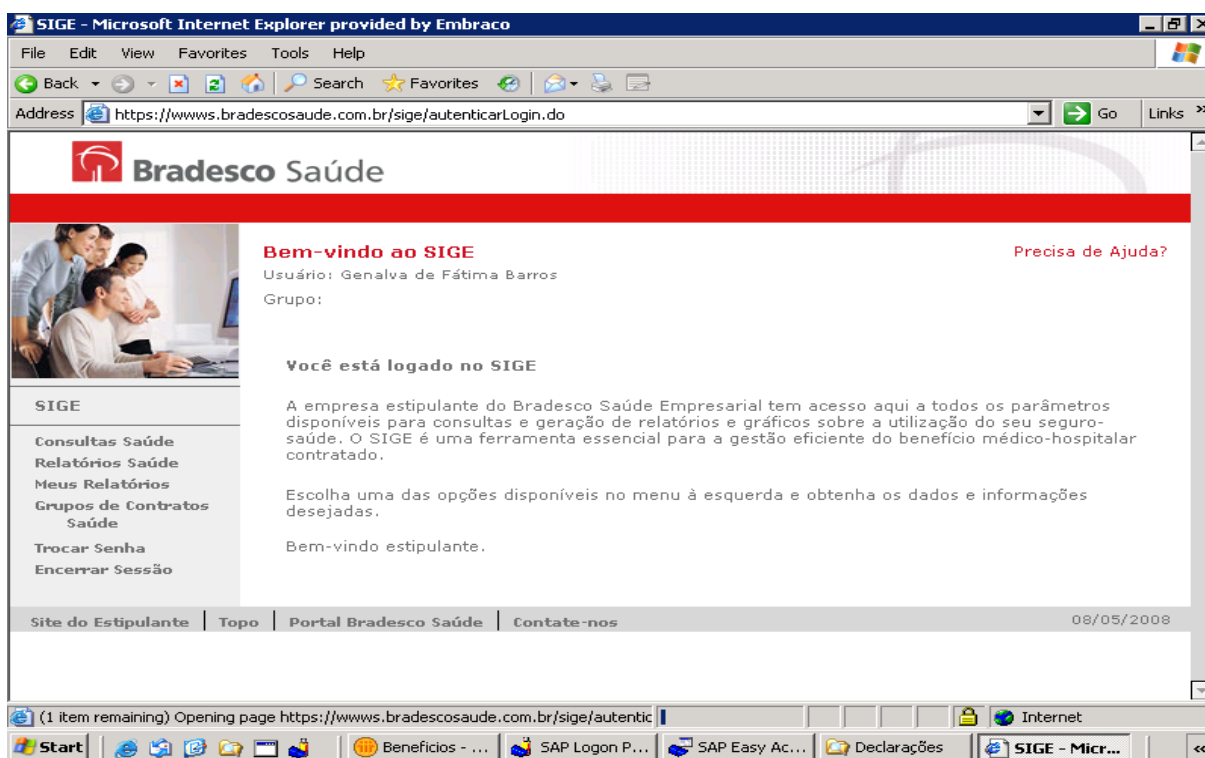 SIGE - Microsoft Internet Explorer provided by Embraco
File Edit View Favorites Tools Help
Back Search Favorites
Address https://wwws.bradescosaude.com.br/sige/autenticarLogin.do Go Links »
Bradesco Saúde
Bem-vindo ao SIGE Precisa de Ajuda?
Usuário: Genalva de Fátima Barros
Grupo:
Você está logado no SIGE
A empresa estipulante do Bradesco Saúde Empresarial tem acesso aqui a todos os parâmetros
disponíveis para consultas e geração de relatórios e gráficos sobre a utilização do seu seguro-
saúde. O SIGE é uma ferramenta essencial para a gestão eficiente do benefício médico-hospitalar
contratado.
Escolha uma das opções disponíveis no menu à esquerda e obtenha os dados e informações
desejadas.
Bem-vindo estipulante.
SIGE
Consultas Saúde
Relatórios Saúde
Meus Relatórios
Grupos de Contratos
Saúde
Trocar Senha
Encerrar Sessão
Site do Estipulante | Topo | Portal Bradesco Saúde | Contate-nos 08/05/2008
(1 item remaining) Opening page https://wwws.bradescosaude.com.br/sige/autentic Internet
Start Beneficios - ... SAP Logon P... SAP Easy Ac... Declarações SIGE - Micr... «